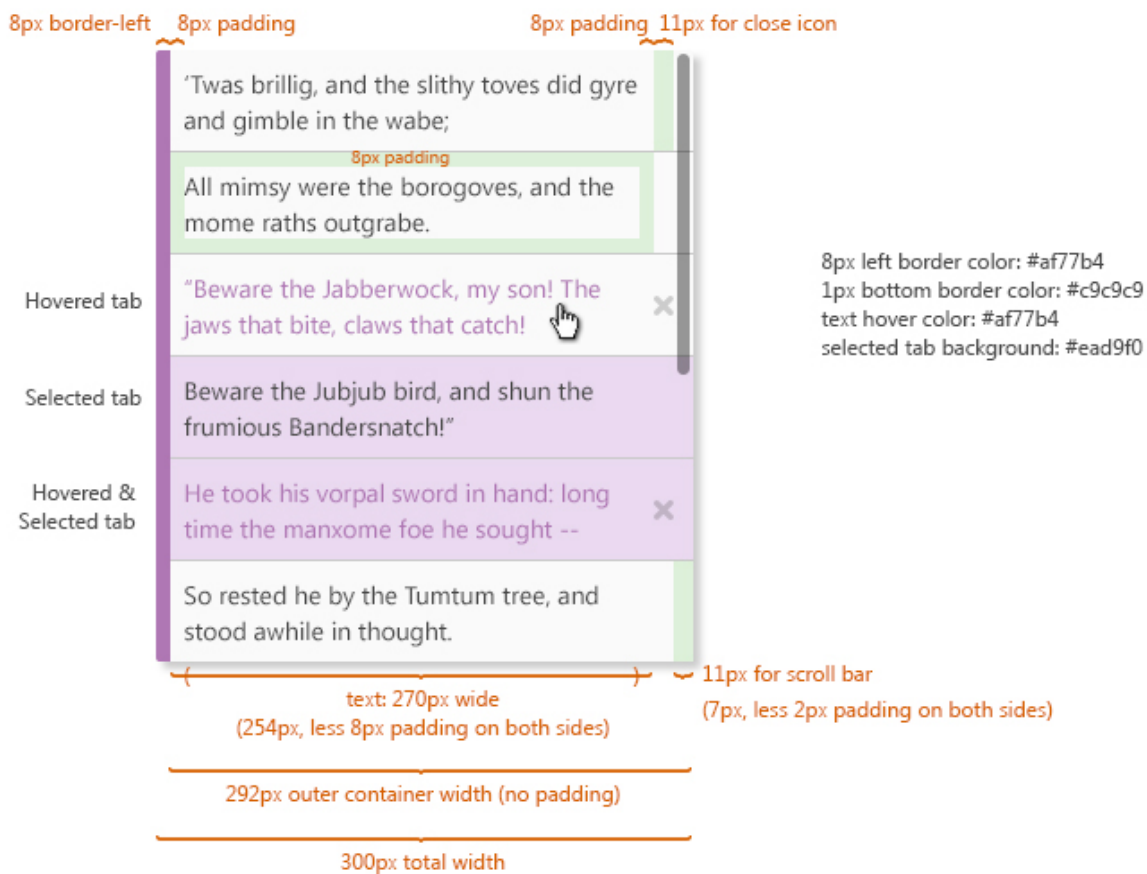 8px border-left
8px padding
8px padding
11px for close icon
‘Twas brillig, and the slithy toves did gyre
and gimble in the wabe;
8px padding
All mimsy were the borogoves, and the
mome raths outgrabe.
Hovered tab
“Beware the Jabberwock, my son! The
jaws that bite, claws that catch!
Selected tab
Beware the Jubjub bird, and shun the
frumious Bandersnatch!”
Hovered &
Selected tab
He took his vorpal sword in hand: long
time the manxome foe he sought --
So rested he by the Tumtum tree, and
stood awhile in thought.
8px left border color: #af77b4
1px bottom border color: #c9c9c9
text hover color: #af77b4
selected tab background: #ead9f0
text: 270px wide
(254px, less 8px padding on both sides)
11px for scroll bar
(7px, less 2px padding on both sides)
292px outer container width (no padding)
300px total width